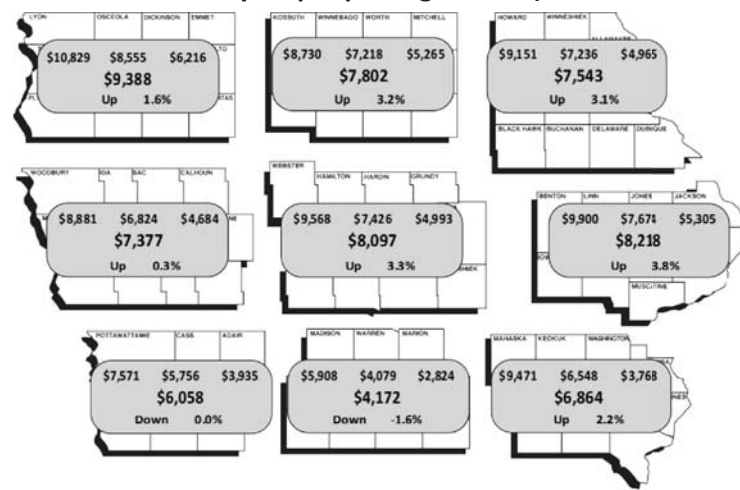 LYON OSCEOLA DICKINSON EMMET
$10,829 $8,555 $6,216
$9,388
Up 1.6%
KOSSUTH WINNEBAGO WORTH MITCHELL
$8,730 $7,218 $5,265
$7,802
Up 3.2%
HOWARD WINNESHIEK
ALLAMAKEE
$9,151 $7,236 $4,965
$7,543
Up 3.1%
BLACK HAWK BUCHANAN DELAWARE DUBUQUE
WOODBURY IDA SAC CALHOUN
$8,881 $6,824 $4,684
$7,377
Up 0.3%
WEBSTER
HAMILTON HARDIN GRUNDY
$9,568 $7,426 $4,993
$8,097
Up 3.3%
BENTON LINN JONES JACKSON
$9,900 $7,674 $5,305
$8,218
Up 3.8%
MUSCATINE
POTTAWATTAMIE CASS ADAIR
$7,571 $5,756 $3,935
$6,058
Down 0.0%
MADISON WARREN MARION
$5,908 $4,079 $2,824
$4,172
Down -1.6%
MAHASKA KEOKUK WASHINGTON
$9,471 $6,548 $3,768
$6,864
Up 2.2%